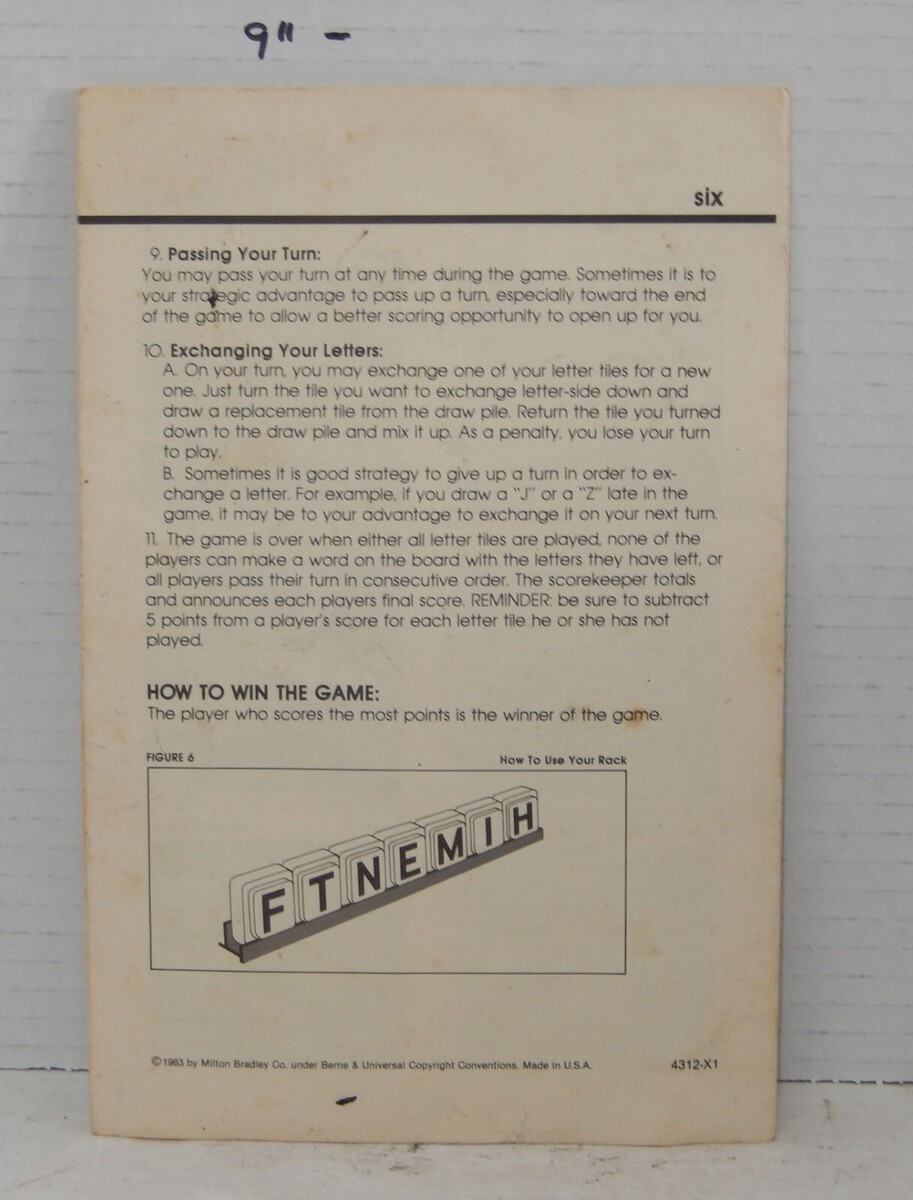 9" -
six
9. Passing Your Turn:
You may pass your turn at any time during the game. Sometimes it is to
your strategic advantage to pass up a turn, especially toward the end
of the game to allow a better scoring opportunity to open up for you.
10. Exchanging Your Letters:
A. On your turn, you may exchange one of your letter tiles for a new
one. Just turn the tile you want to exchange letter-side down and
draw a replacement tile from the draw pile. Return the tile you turned
down to the draw pile and mix it up. As a penalty, you lose your turn
to play.
B. Sometimes it is good strategy to give up a turn in order to ex-
change a letter. For example, if you draw a "J" or a "Z" late in the
game, it may be to your advantage to exchange it on your next turn.
11. The game is over when either all letter tiles are played, none of the
players can make a word on the board with the letters they have left, or
all players pass their turn in consecutive order. The scorekeeper totals
and announces each players final score. REMINDER: be sure to subtract
5 points from a player's score for each letter tile he or she has not
played.
HOW TO WIN THE GAME:
The player who scores the most points is the winner of the game.
FIGURE 6 How To Use Your Rack
F T N E M I H
©1983 by Milton Bradley Co. under Berne & Universal Copyright Conventions. Made in U.S.A. 4312-X1